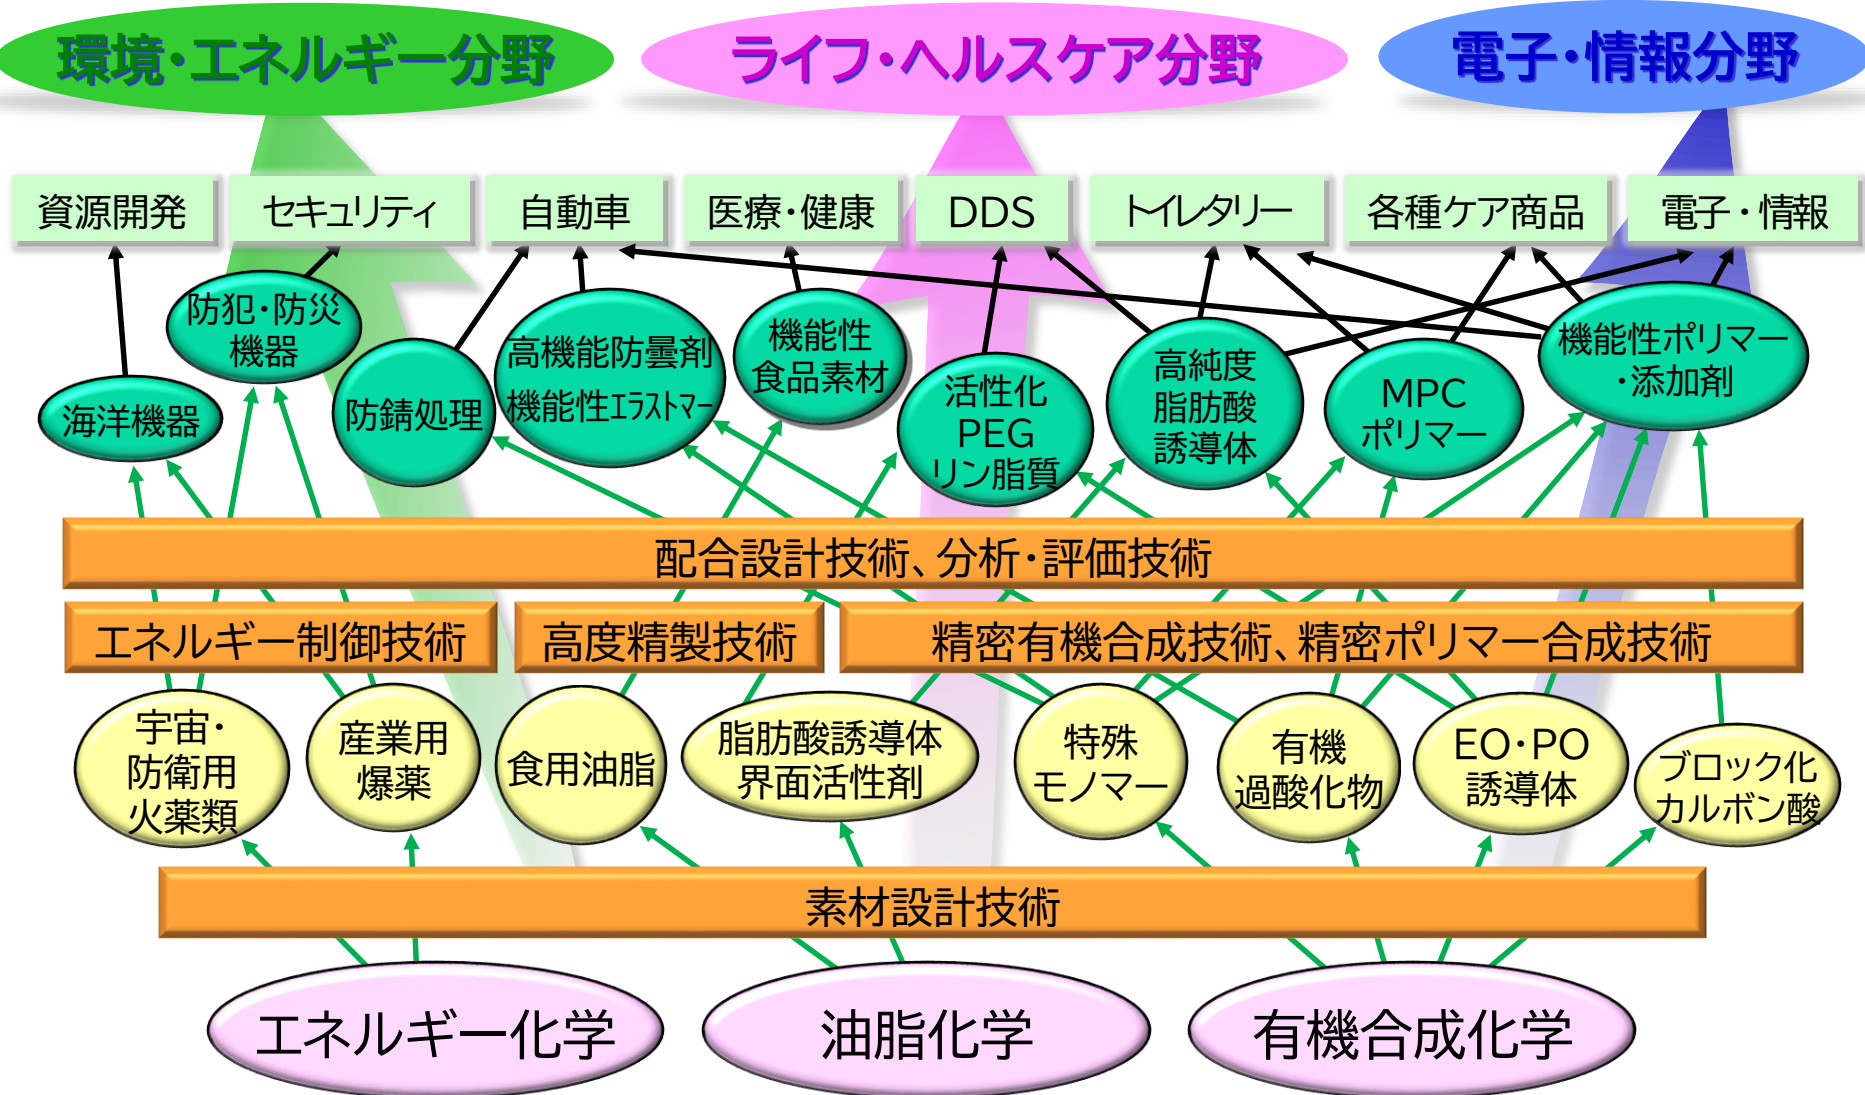 環境・エネルギー分野
ライフ・ヘルスケア分野
電子・情報分野
資源開発
セキュリティ
自動車
医療・健康
DDS
トイレタリー
各種ケア商品
電子・情報
防犯・防災
機器
海洋機器
防錆処理
高機能防曇剤
機能性エラストマー
機能性
食品素材
活性化
PEG
リン脂質
高純度
脂肪酸
誘導体
MPC
ポリマー
機能性ポリマー
・添加剤
配合設計技術、分析・評価技術
エネルギー制御技術
高度精製技術
精密有機合成技術、精密ポリマー合成技術
宇宙・
防衛用
火薬類
産業用
爆薬
食用油脂
脂肪酸誘導体
界面活性剤
特殊
モノマー
有機
過酸化物
EO・PO
誘導体
ブロック化
カルボン酸
素材設計技術
エネルギー化学
油脂化学
有機合成化学